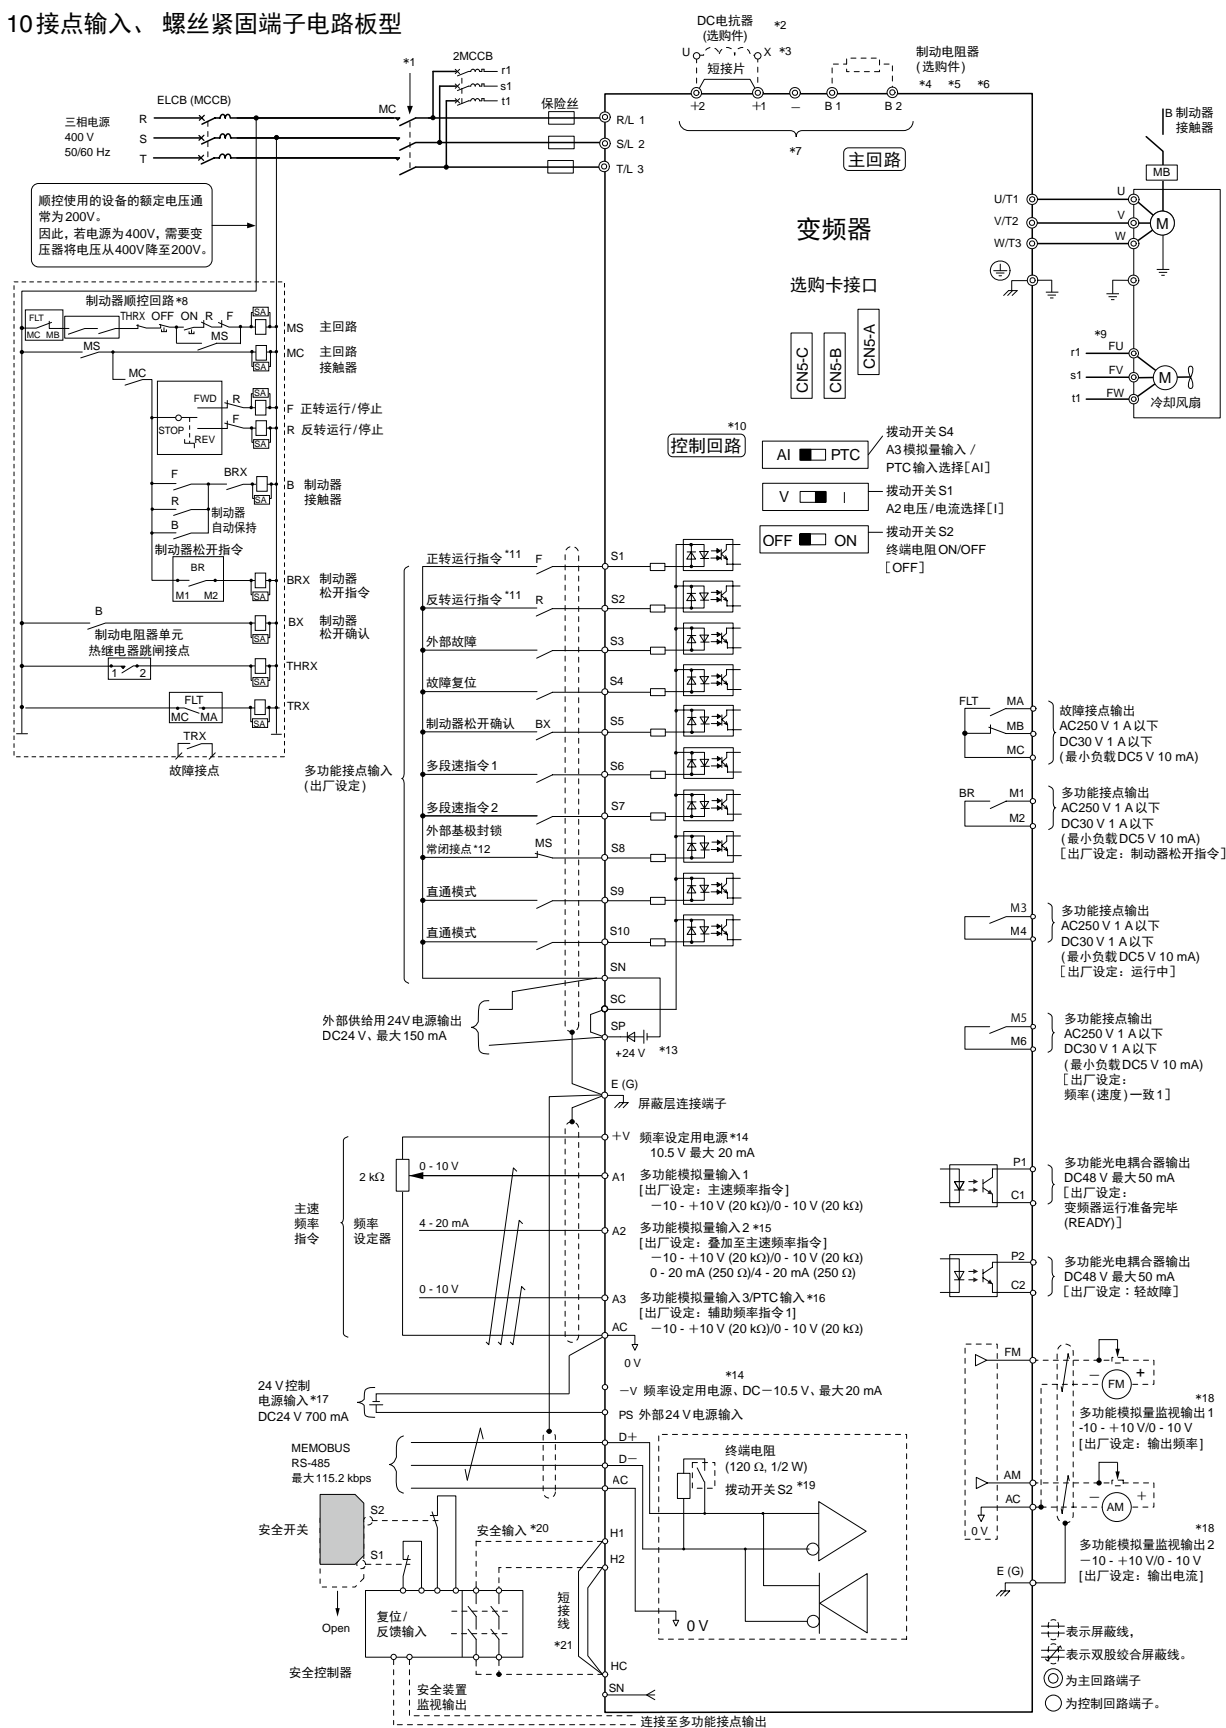 10接点输入、 螺丝紧固端子电路板型
DC电抗器
(选购件)
*2
U
X
*3
短接片
制动电阻器
(选购件)
*4 *5 *6
+2
+1
−
B 1
B 2
*7
主回路
*1
2MCCB
r1
s1
t1
ELCB (MCCB)
MC
保险丝
三相电源
400 V
50/60 Hz
R
S
T
R/L 1
S/L 2
T/L 3
B 制动器
接触器
MB
变频器
U/T1
V/T2
W/T3
U
V
W
M
顺控使用的设备的额定电压通
常为200V。
因此，若电源为400V，需要变
压器将电压从400V降至200V。
选购卡接口
CN5-C
CN5-B
CN5-A
*9
r1
FU
s1
FV
t1
FW
M
冷却风扇
制动器顺控回路*8
FLT
MC MB
THRX OFF ON R F
MS
SA
MS 主回路
MS
SA
MC 主回路
接触器
MC
FWD
STOP
REV
R
F
SA
F 正转运行/停止
SA
R 反转运行/停止
F
BRX
R
B
制动器
自动保持
SA
B 制动器
接触器
制动器松开指令
BR
M1 M2
SA
BRX 制动器
松开指令
B
SA
BX 制动器
松开确认
制动电阻器单元
热继电器跳闸接点
1 2
SA
THRX
FLT
MC MA
SA
TRX
TRX
故障接点
*10
控制回路
AI PTC
拨动开关S4
A3模拟量输入 /
PTC输入选择[AI]
V I
拨动开关S1
A2电压/电流选择[I]
OFF ON
拨动开关S2
终端电阻ON/OFF
[OFF]
多功能接点输入
(出厂设定)
正转运行指令*11 F S1
反转运行指令*11 R S2
外部故障 S3
故障复位 S4
制动器松开确认 BX S5
多段速指令1 S6
多段速指令2 S7
外部基极封锁
常闭接点*12 MS S8
直通模式 S9
直通模式 S10
SN
SC
SP
+24 V *13
外部供给用24V电源输出
DC24 V、最大150 mA
E (G)
屏蔽层连接端子
FLT MA
MB
MC
故障接点输出
AC250 V 1 A以下
DC30 V 1 A以下
(最小负载DC5 V 10 mA)
BR M1
M2
多功能接点输出
AC250 V 1 A以下
DC30 V 1 A以下
(最小负载DC5 V 10 mA)
[出厂设定：制动器松开指令]
M3
M4
多功能接点输出
AC250 V 1 A以下
DC30 V 1 A以下
(最小负载DC5 V 10 mA)
[出厂设定：运行中]
M5
M6
多功能接点输出
AC250 V 1 A以下
DC30 V 1 A以下
(最小负载DC5 V 10 mA)
[出厂设定：
频率(速度)一致1]
主速
频率
指令
频率
设定器
2 kΩ
0 - 10 V
4 - 20 mA
0 - 10 V
+V 频率设定用电源*14
10.5 V 最大 20 mA
A1 多功能模拟量输入1
[出厂设定：主速频率指令]
−10 - +10 V (20 kΩ)/0 - 10 V (20 kΩ)
A2 多功能模拟量输入2 *15
[出厂设定：叠加至主速频率指令]
−10 - +10 V (20 kΩ)/0 - 10 V (20 kΩ)
0 - 20 mA (250 Ω)/4 - 20 mA (250 Ω)
A3 多功能模拟量输入3/PTC输入*16
[出厂设定：辅助频率指令1]
−10 - +10 V (20 kΩ)/0 - 10 V (20 kΩ)
AC
0 V
P1
C1
多功能光电耦合器输出
DC48 V 最大50 mA
[出厂设定：
变频器运行准备完毕
(READY)]
P2
C2
多功能光电耦合器输出
DC48 V 最大50 mA
[出厂设定：轻故障]
*14
−V 频率设定用电源、DC−10.5 V、最大20 mA
24 V控制
电源输入*17
DC24 V 700 mA
PS 外部24 V电源输入
MEMOBUS
RS-485
最大115.2 kbps
D+
D−
AC
终端电阻
(120 Ω, 1/2 W)
拨动开关S2 *19
0 V
FM
− FM +
*18
多功能模拟量监视输出1
-10 - +10 V/0 - 10 V
[出厂设定：输出频率]
AM
AC
0 V
− AM +
*18
多功能模拟量监视输出2
−10 - +10 V/0 - 10 V
[出厂设定：输出电流]
E (G)
安全开关
S2
S1
Open
安全输入*20
H1
H2
短接线
*21
复位/
反馈输入
安全控制器
HC
SN
安全装置
监视输出
连接至多功能接点输出
表示屏蔽线，
表示双股绞合屏蔽线。
为主回路端子
为控制回路端子。